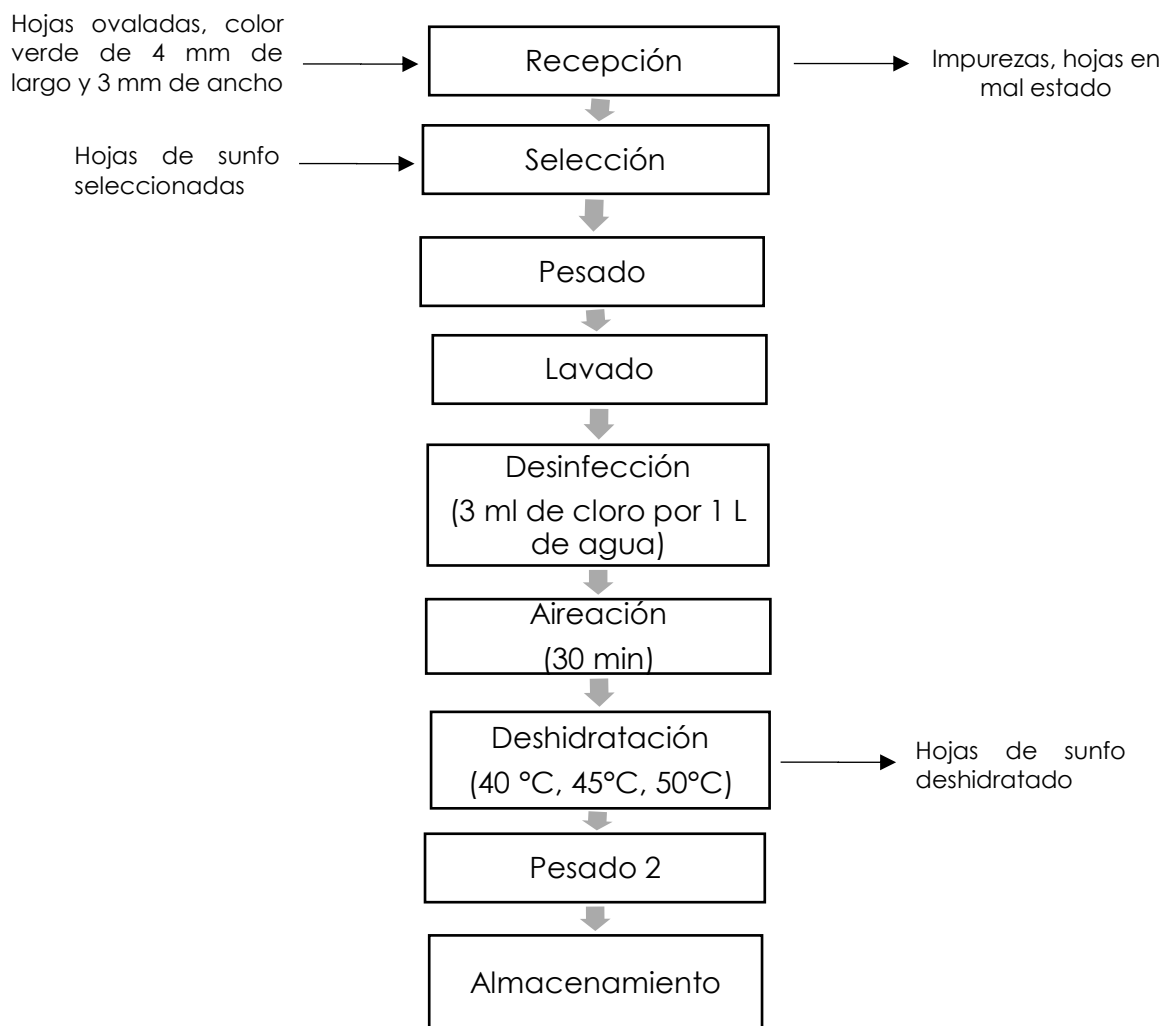 Hojas ovaladas, color
verde de 4 mm de
largo y 3 mm de ancho
Recepción
Impurezas, hojas en
mal estado
Hojas de sunfo
seleccionadas
Selección
Pesado
Lavado
Desinfección
(3 ml de cloro por 1 L
de agua)
Aireación
(30 min)
Deshidratación
(40 °C, 45°C, 50°C)
Hojas de sunfo
deshidratado
Pesado 2
Almacenamiento